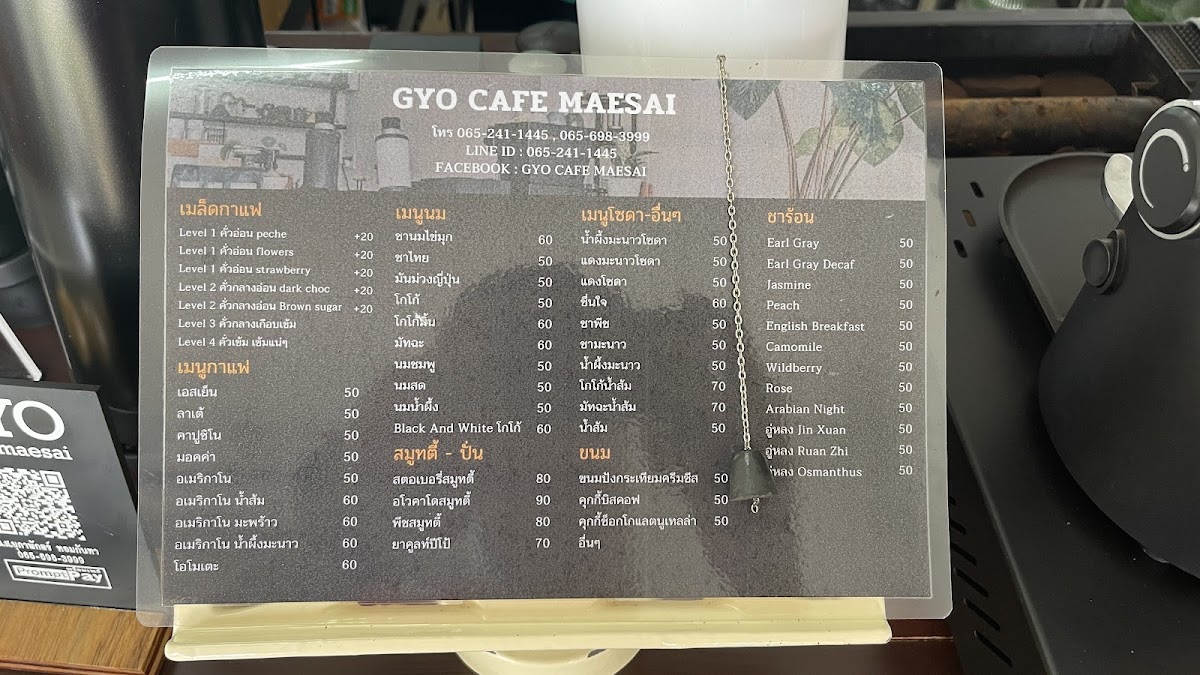 GYO CAFE MAESAI
โทร 065-241-1445 , 065-698-3999
LINE ID : 065-241-1445
FACEBOOK : GYO CAFE MAESAI
เมล็ดกาแฟ
Level 1 คั่วอ่อน peche +20
Level 1 คั่วอ่อน flowers +20
Level 1 คั่วอ่อน strawberry +20
Level 2 คั่วกลางอ่อน dark choc +20
Level 2 คั่วกลางอ่อน Brown sugar +20
Level 3 คั่วกลางเกือบเข้ม
Level 4 คั่วเข้ม เข้มแน่ๆ
เมนูกาแฟ
เอสเย็น 50
ลาเต้ 50
คาปูชิโน 50
มอคค่า 50
อเมริกาโน 50
อเมริกาโน น้ำส้ม 60
อเมริกาโน มะพร้าว 60
อเมริกาโน น้ำผึ้งมะนาว 60
โอโมเตะ 60
เมนูนม
ชานมไข่มุก 60
ชาไทย 50
มันม่วงญี่ปุ่น 50
โกโก้ 50
โกโก้ลิ้น 60
มัทฉะ 60
นมชมพู 50
นมสด 50
นมน้ำผึ้ง 50
Black And White โกโก้ 60
สมูทตี้ - ปั่น
สตอเบอรี่สมูทตี้ 80
อโวคาโดสมูทตี้ 90
พีชสมูทตี้ 80
ยาคูลท์ปีโป้ 70
เมนูโซดา-อื่นๆ
น้ำผึ้งมะนาวโซดา 50
แดงมะนาวโซดา 50
แดงโซดา 50
ชื่นใจ 60
ชาพีช 50
ชามะนาว 50
น้ำผึ้งมะนาว 50
โกโก้น้ำส้ม 70
มัทฉะน้ำส้ม 70
น้ำส้ม 50
ขนม
ขนมปังกระเทียมครีมชีส 50
คุกกี้บิสคอฟ 50
คุกกี้ช็อกโกแลตนูเทลล่า 50
อื่นๆ
ชาร้อน
Earl Gray 50
Earl Gray Decaf 50
Jasmine 50
Peach 50
English Breakfast 50
Camomile 50
Wildberry 50
Rose 50
Arabian Night 50
อู่หลง Jin Xuan 50
อู่หลง Ruan Zhi 50
อู่หลง Osmanthus 50
YO
maesai
065-698-3999
PromptPay